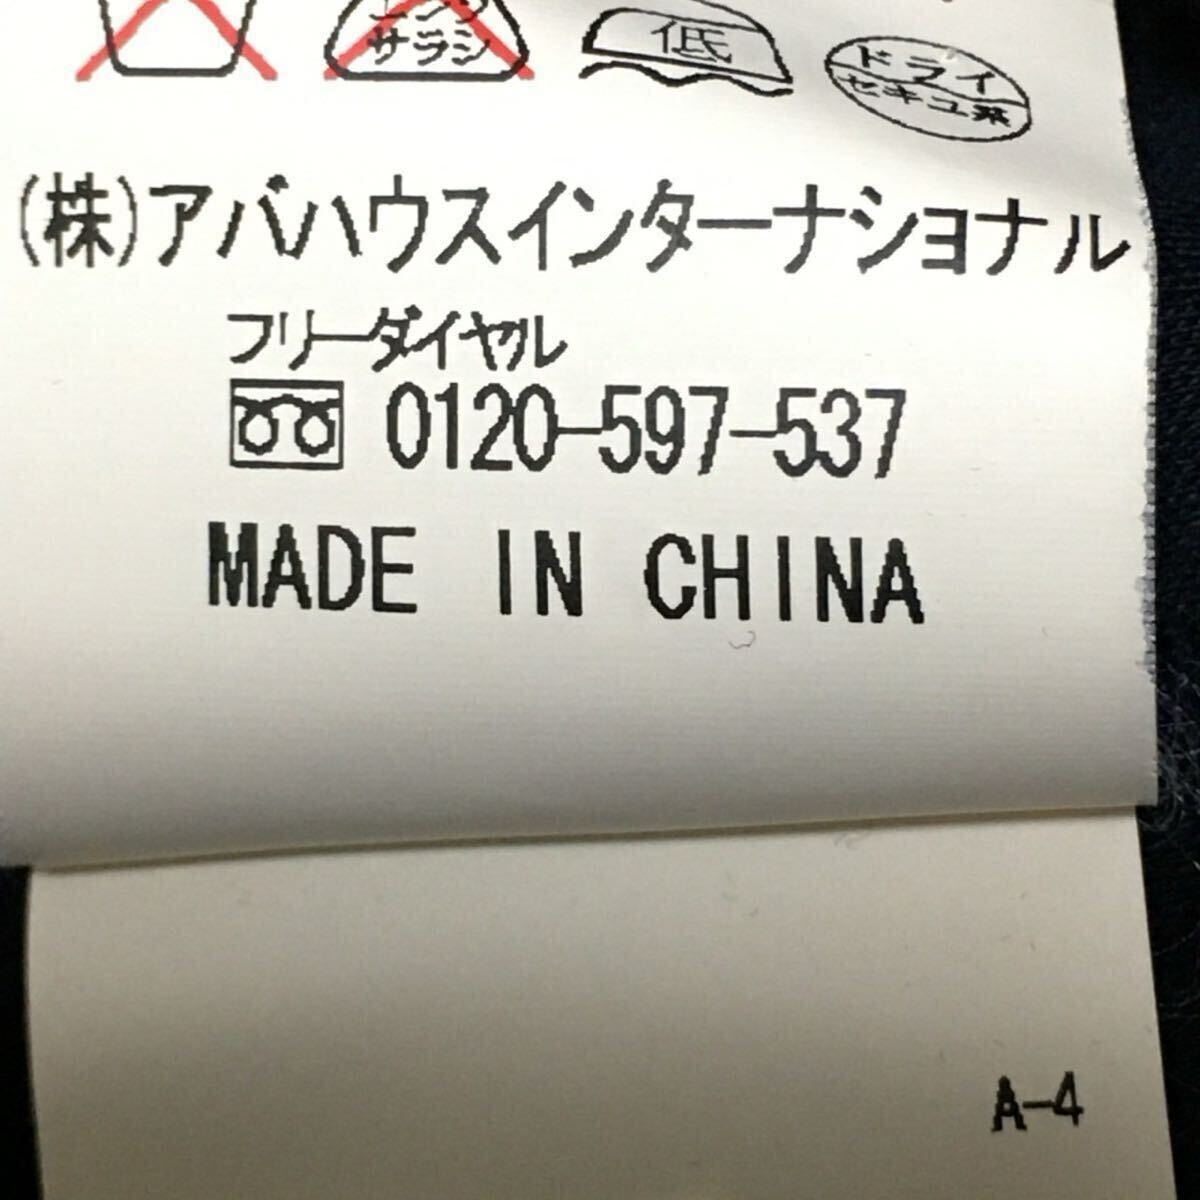 サラシ
低
ドライ
セキユ系
(株)アバハウスインターナショナル
フリーダイヤル
0120-597-537
MADE IN CHINA
A-4